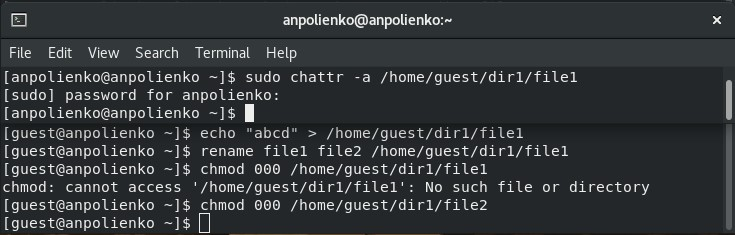 anpolienko@anpolienko:~
File Edit View Search Terminal Help
[anpolienko@anpolienko ~]$ sudo chattr -a /home/guest/dir1/file1
[sudo] password for anpolienko:
[anpolienko@anpolienko ~]$
[guest@anpolienko ~]$ echo "abcd" > /home/guest/dir1/file1
[guest@anpolienko ~]$ rename file1 file2 /home/guest/dir1/file1
[guest@anpolienko ~]$ chmod 000 /home/guest/dir1/file1
chmod: cannot access '/home/guest/dir1/file1': No such file or directory
[guest@anpolienko ~]$ chmod 000 /home/guest/dir1/file2
[guest@anpolienko ~]$